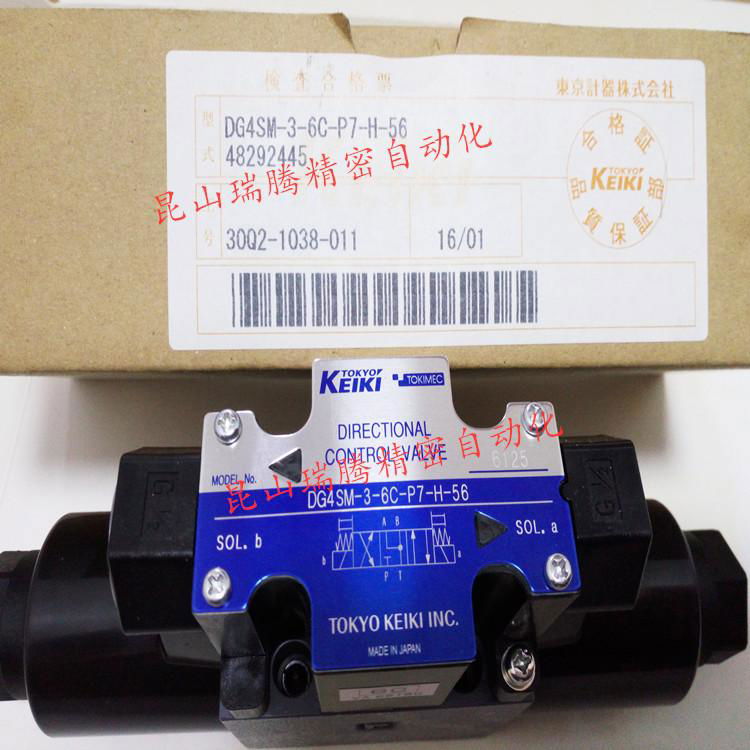 検査合格票
東京計器株式会社
型式
DG4SM-3-6C-P7-H-56
48292445
合格証
TOKYO
KEIKI
品質保証
号
30Q2-1038-011
16/01
昆山瑞腾精密自动化
TOKYO
KEIKI
TOKIMEC
DIRECTIONAL
CONTROL VALVE
昆山瑞腾精密自动化
MODEL No.
6125
DG4SM-3-6C-P7-H-56
SOL. b
SOL. a
A B
b
a
P T
TOKYO KEIKI INC.
MADE IN JAPAN